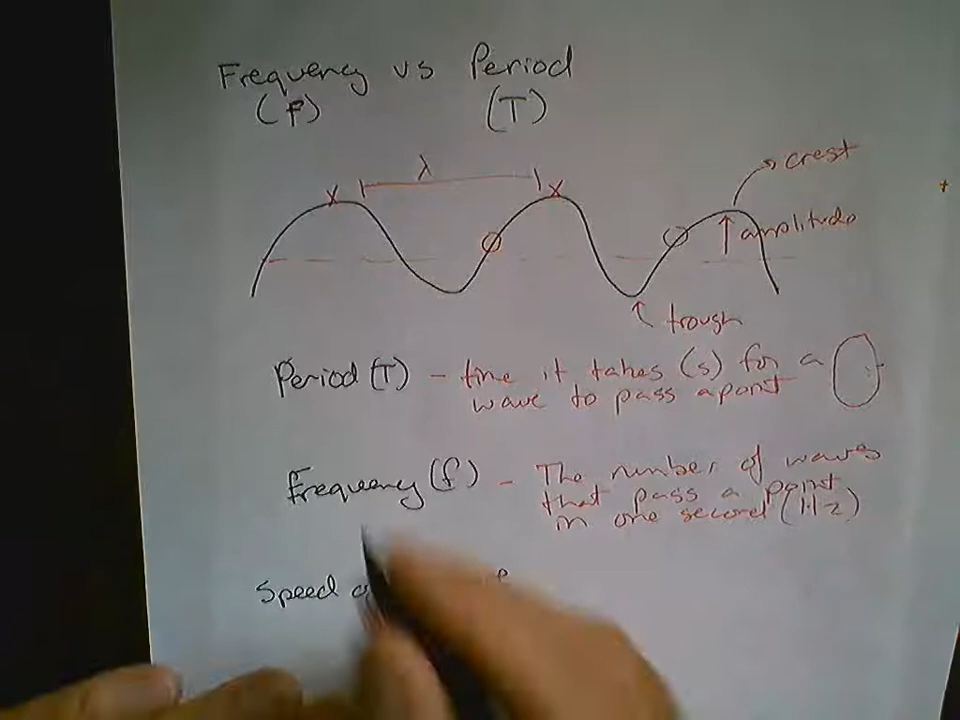 Frequency vs Period
(f) (T)
λ
x x
crest
amplitude
trough
Period (T) - time it takes (s) for a
wave to pass a point
Frequency (f) - The number of waves
that pass a point
in one second (Hz)
Speed